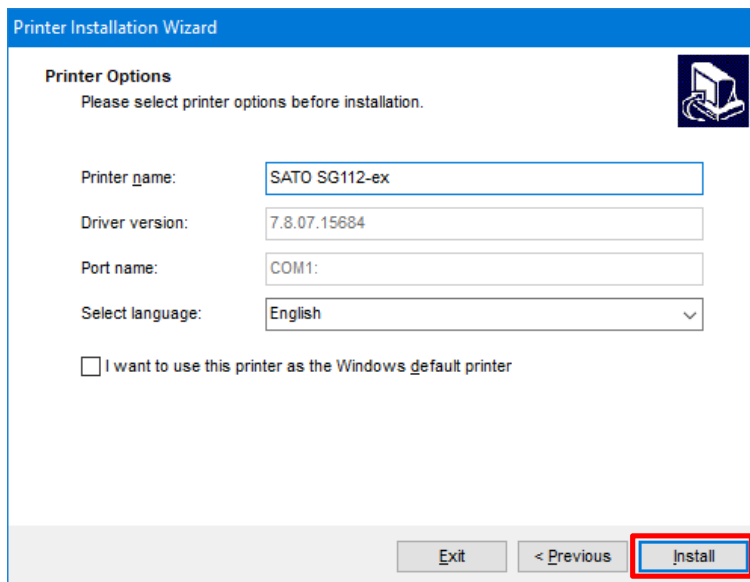 Printer Installation Wizard
Printer Options
Please select printer options before installation.
Printer name: SATO SG112-ex
Driver version: 7.8.07.15684
Port name: COM1:
Select language: English
I want to use this printer as the Windows default printer
Exit < Previous Install